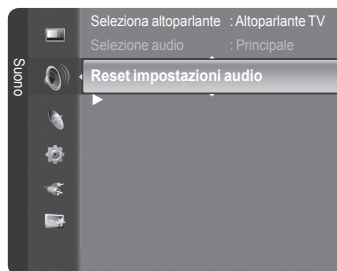 Suono
Seleziona altoparlante : Altoparlante TV
Selezione audio : Principale
Reset impostazioni audio